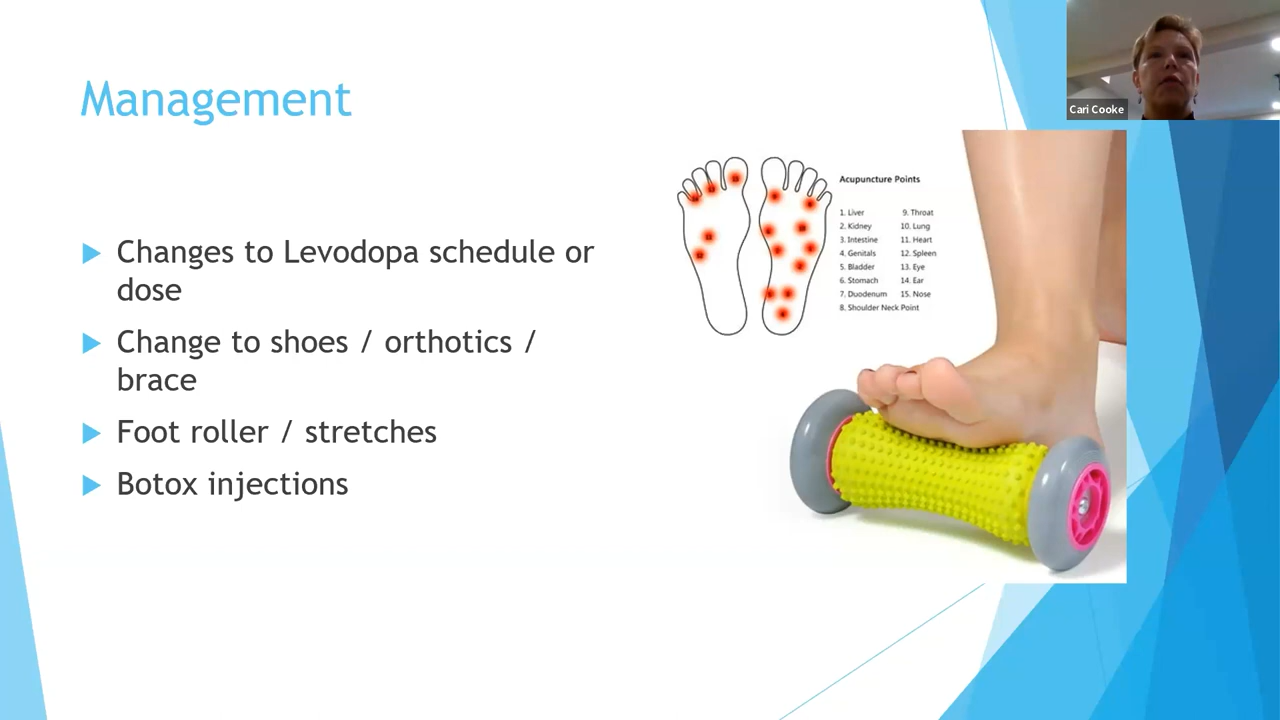 Cari Cooke
Management
Changes to Levodopa schedule or
dose
Change to shoes / orthotics /
brace
Foot roller / stretches
Botox injections
Acupuncture Points
1. Liver
2. Kidney
3. Intestine
4. Genitals
5. Bladder
6. Stomach
7. Duodenum
8. Shoulder Neck Point
9. Throat
10. Lung
11. Heart
12. Spleen
13. Eye
14. Ear
15. Nose